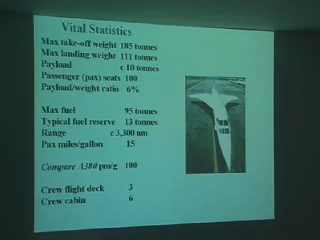 Vital Statistics
Max take-off weight 185 tonnes
Max landing weight 111 tonnes
Payload c 10 tonnes
Passenger (pax) seats 100
Payload/weight ratio 6%
Max fuel 95 tonnes
Typical fuel reserve 13 tonnes
Range c 3,300 nm
Pax miles/gallon 15
Compare A380 pm/g 100
Crew flight deck 3
Crew cabin 6